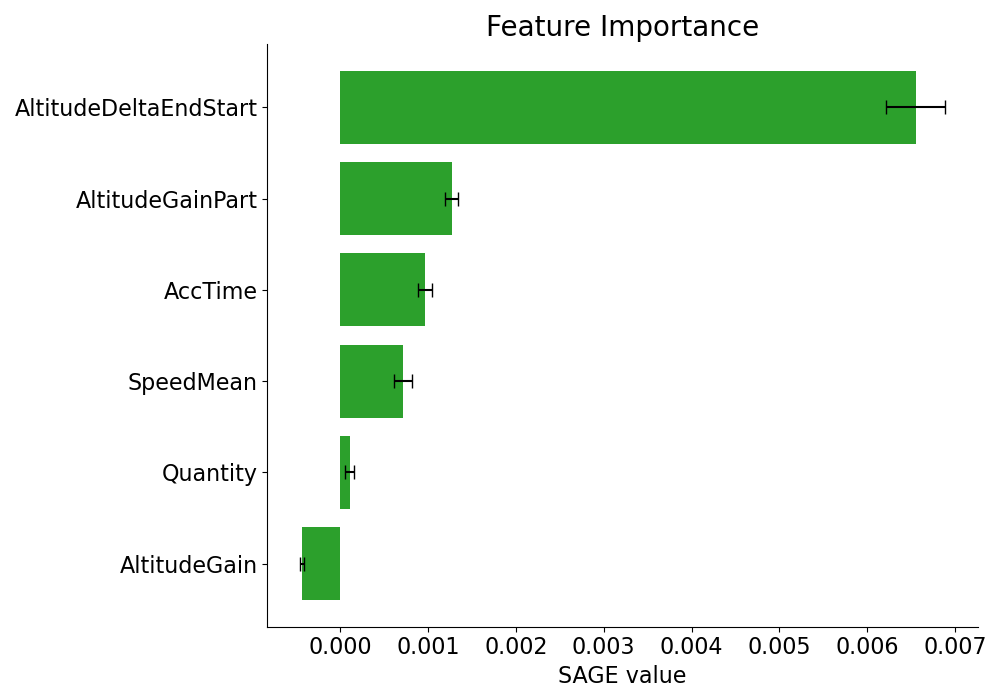 Feature Importance
AltitudeDeltaEndStart
AltitudeGainPart
AccTime
SpeedMean
Quantity
AltitudeGain
0.000 0.001 0.002 0.003 0.004 0.005 0.006 0.007
SAGE value